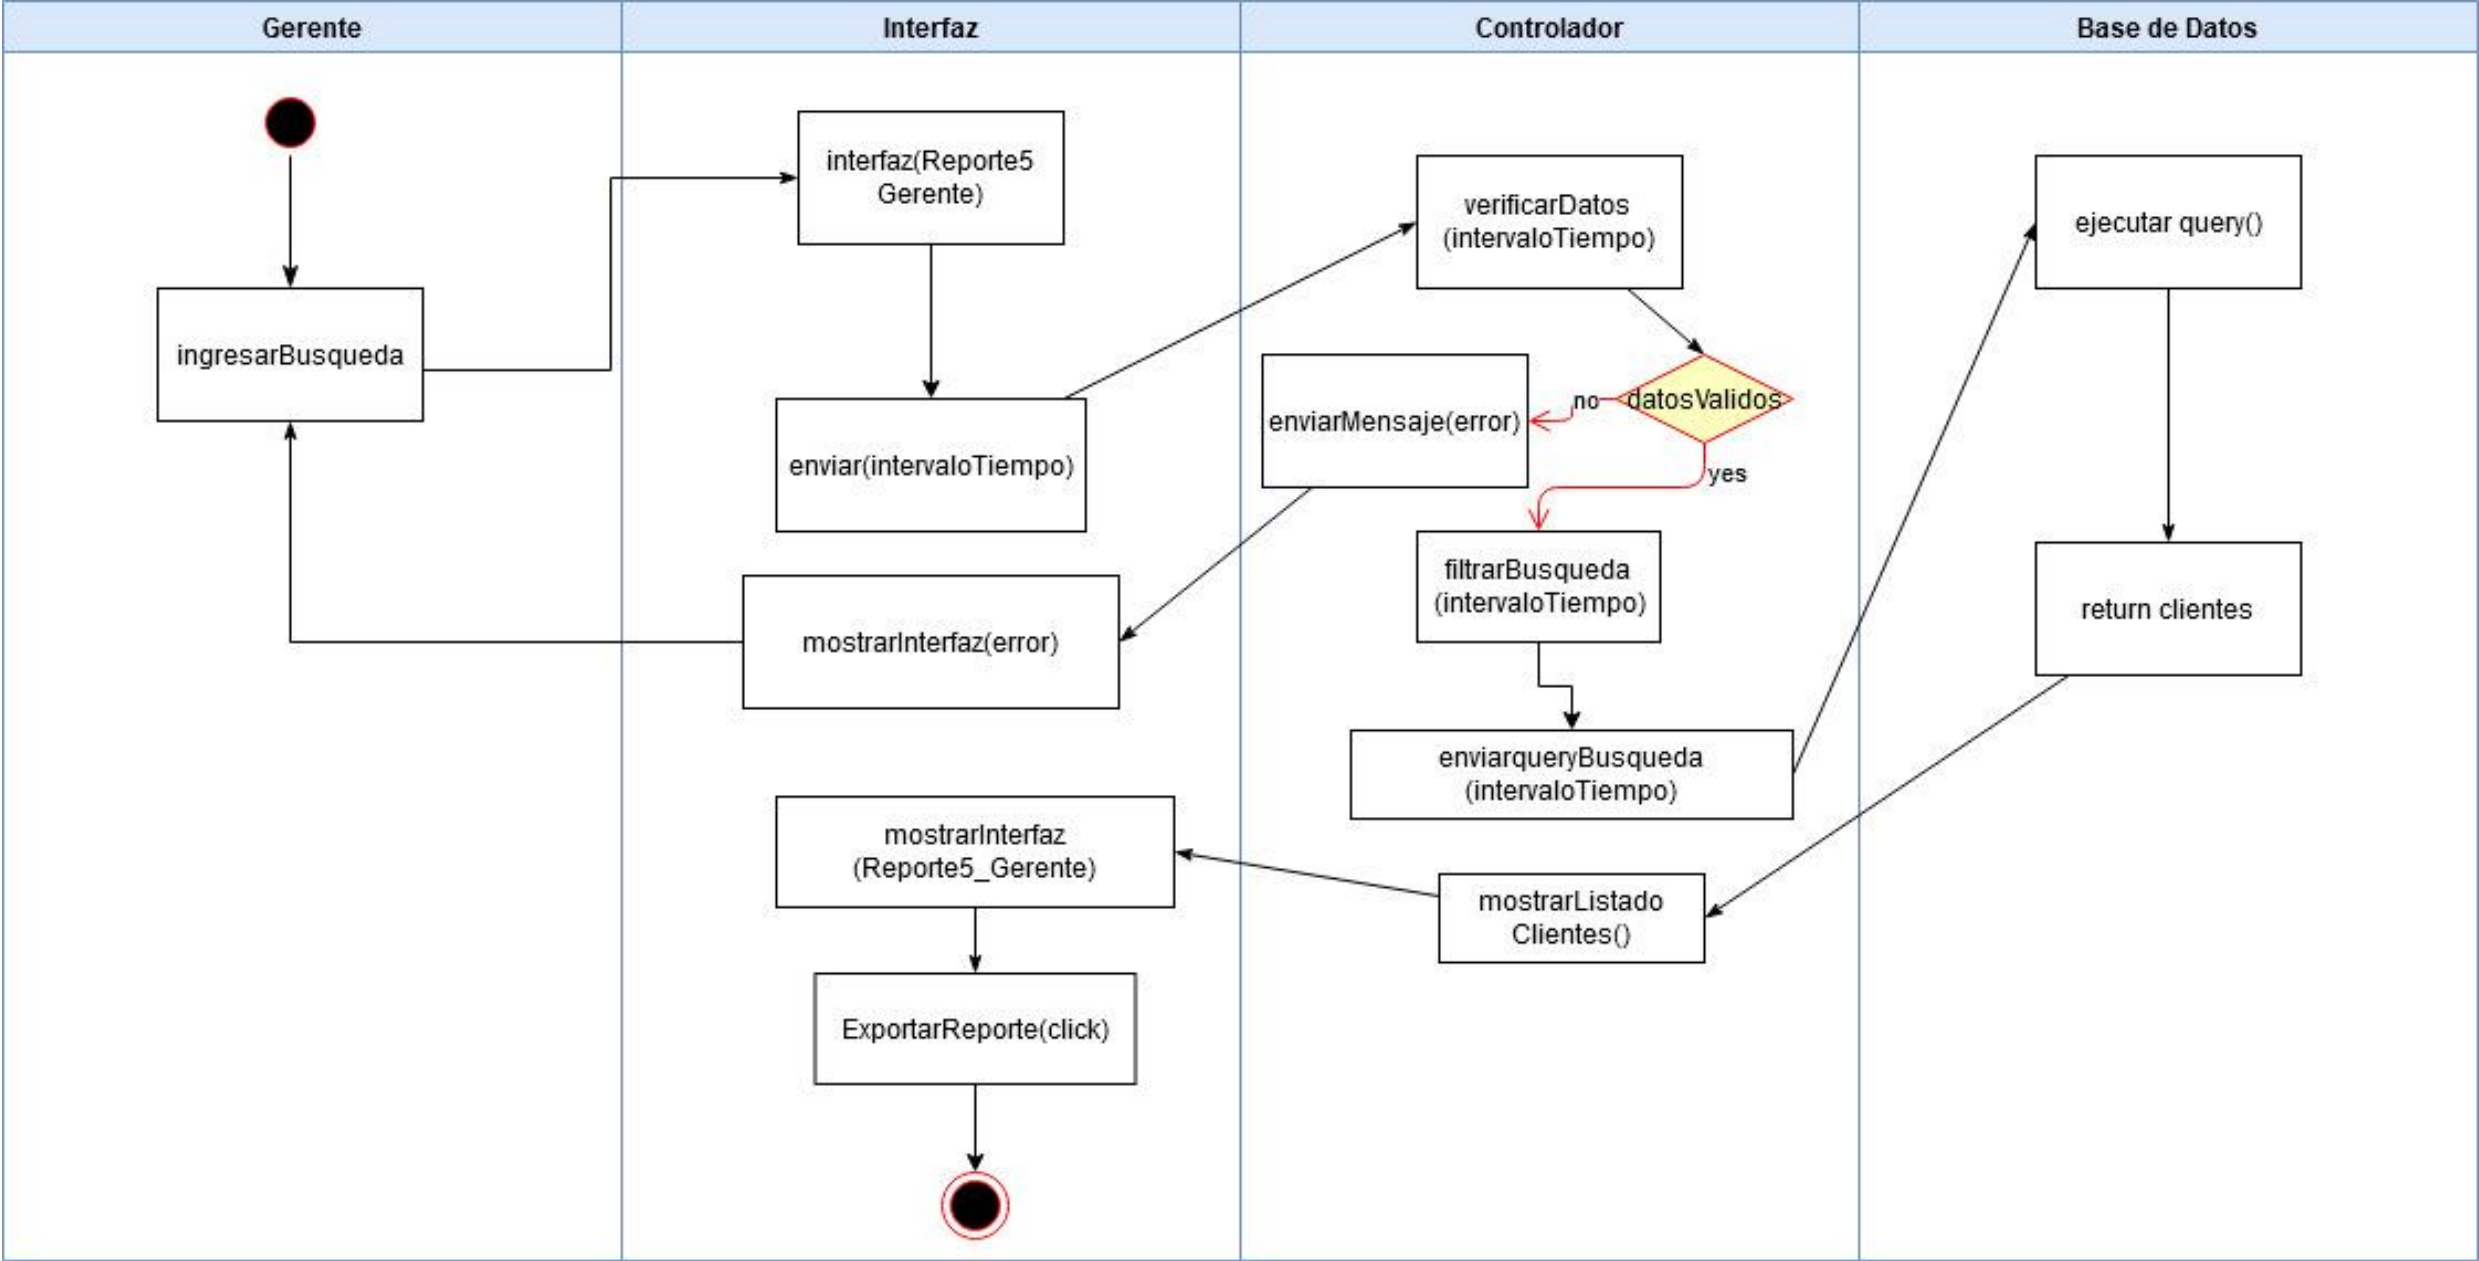 Gerente
Interfaz
Controlador
Base de Datos
ingresarBusqueda
interfaz(Reporte5
Gerente)
enviar(intervaloTiempo)
verificarDatos
(intervaloTiempo)
datosValidos
no
yes
enviarMensaje(error)
mostrarInterfaz(error)
filtrarBusqueda
(intervaloTiempo)
enviarqueryBusqueda
(intervaloTiempo)
ejecutar query()
return clientes
mostrarListado
Clientes()
mostrarInterfaz
(Reporte5_Gerente)
ExportarReporte(click)